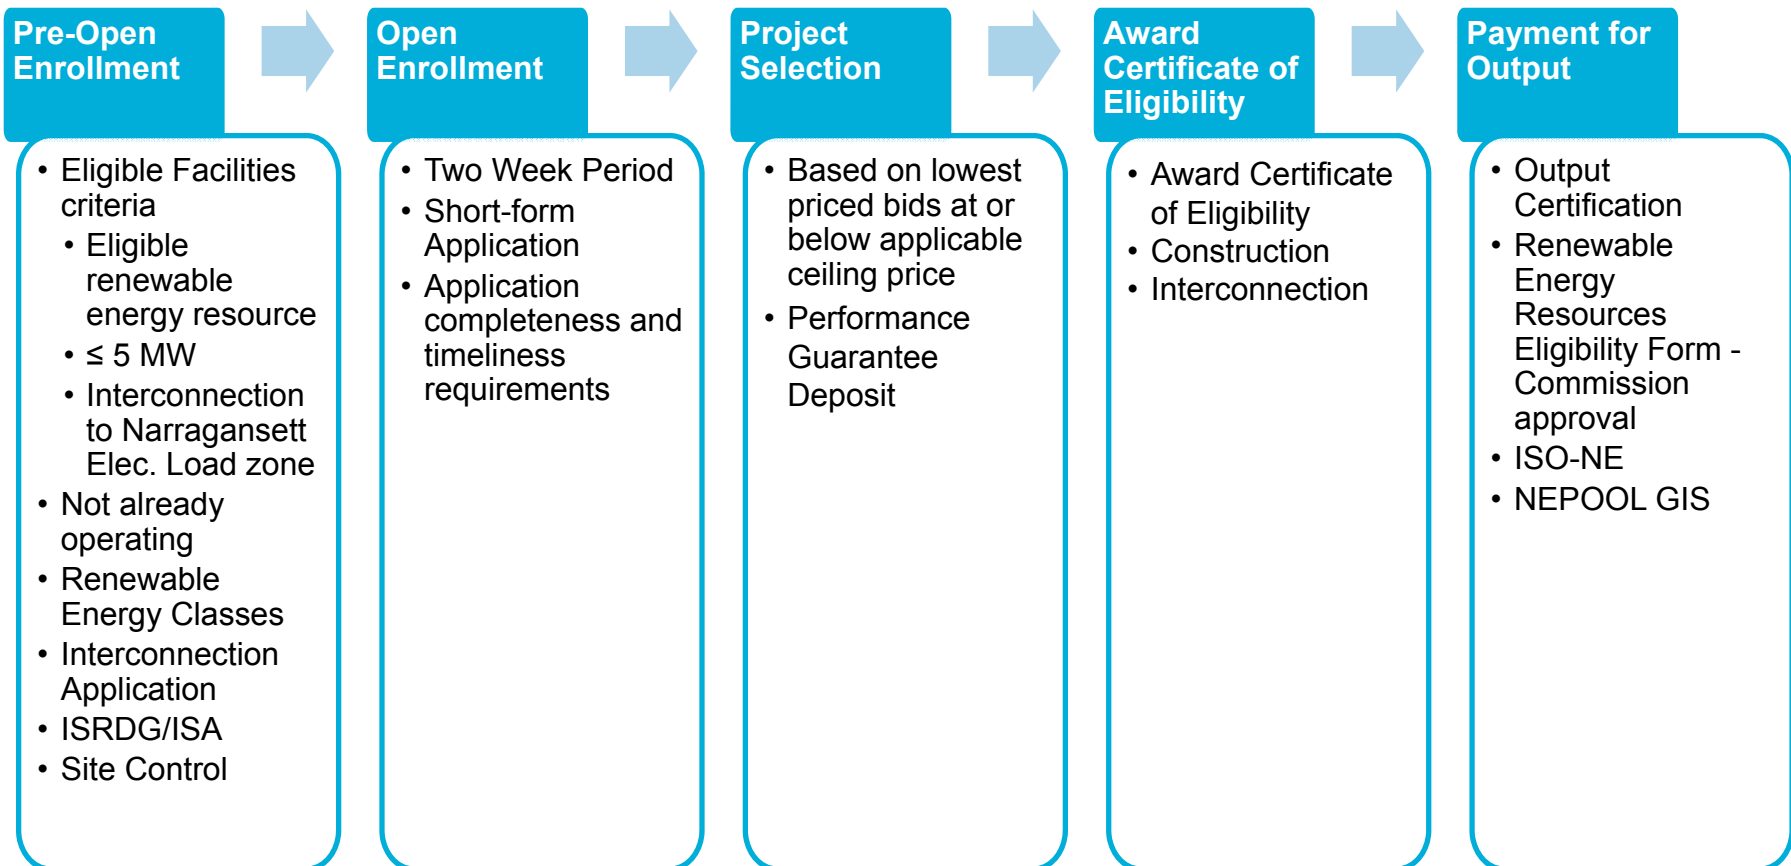 Pre-Open
Enrollment
• Eligible Facilities
criteria
• Eligible
renewable
energy resource
• ≤ 5 MW
• Interconnection
to Narragansett
Elec. Load zone
• Not already
operating
• Renewable
Energy Classes
• Interconnection
Application
• ISRDG/ISA
• Site Control
Open
Enrollment
• Two Week Period
• Short-form
Application
• Application
completeness and
timeliness
requirements
Project
Selection
• Based on lowest
priced bids at or
below applicable
ceiling price
• Performance
Guarantee
Deposit
Award
Certificate of
Eligibility
• Award Certificate
of Eligibility
• Construction
• Interconnection
Payment for
Output
• Output
Certification
• Renewable
Energy
Resources
Eligibility Form -
Commission
approval
• ISO-NE
• NEPOOL GIS